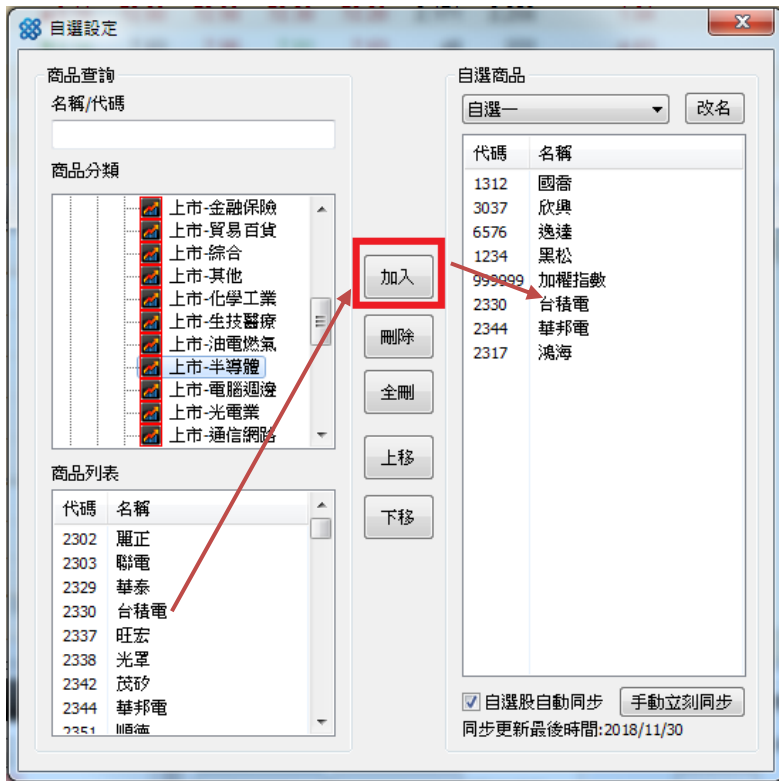 自選設定
商品查詢
名稱/代碼
商品分類
上市-金融保險
上市-貿易百貨
上市-綜合
上市-其他
上市-化學工業
上市-生技醫療
上市-油電燃氣
上市-半導體
上市-電腦週邊
上市-光電業
上市-通信網路
商品列表
代碼 名稱
2302 麗正
2303 聯電
2329 華泰
2330 台積電
2337 旺宏
2338 光罩
2342 茂矽
2344 華邦電
2351 順德
加入
刪除
全刪
上移
下移
自選商品
自選一
改名
代碼 名稱
1312 國喬
3037 欣興
6576 逸達
1234 黑松
999999 加權指數
2330 台積電
2344 華邦電
2317 鴻海
自選股自動同步 手動立刻同步
同步更新最後時間:2018/11/30